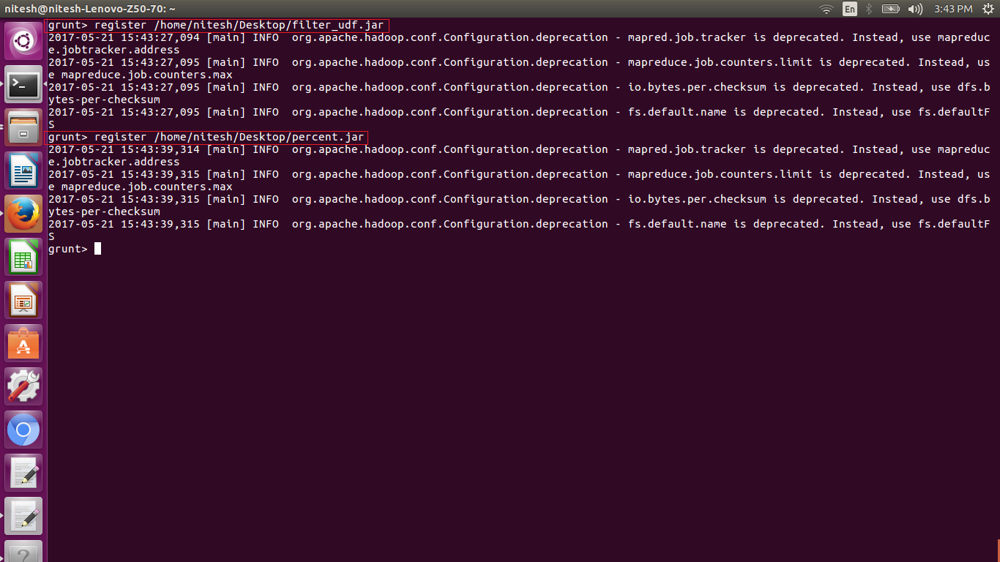 nitesh@nitesh-Lenovo-Z50-70: ~
En
3:43 PM
grunt> register /home/nitesh/Desktop/filter_udf.jar
2017-05-21 15:43:27,094 [main] INFO  org.apache.hadoop.conf.Configuration.deprecation - mapred.job.tracker is deprecated. Instead, use mapreduc
e.jobtracker.address
2017-05-21 15:43:27,095 [main] INFO  org.apache.hadoop.conf.Configuration.deprecation - mapreduce.job.counters.limit is deprecated. Instead, us
e mapreduce.job.counters.max
2017-05-21 15:43:27,095 [main] INFO  org.apache.hadoop.conf.Configuration.deprecation - io.bytes.per.checksum is deprecated. Instead, use dfs.b
ytes-per-checksum
2017-05-21 15:43:27,095 [main] INFO  org.apache.hadoop.conf.Configuration.deprecation - fs.default.name is deprecated. Instead, use fs.defaultF
S
grunt> register /home/nitesh/Desktop/percent.jar
2017-05-21 15:43:39,314 [main] INFO  org.apache.hadoop.conf.Configuration.deprecation - mapred.job.tracker is deprecated. Instead, use mapreduc
e.jobtracker.address
2017-05-21 15:43:39,315 [main] INFO  org.apache.hadoop.conf.Configuration.deprecation - mapreduce.job.counters.limit is deprecated. Instead, us
e mapreduce.job.counters.max
2017-05-21 15:43:39,315 [main] INFO  org.apache.hadoop.conf.Configuration.deprecation - io.bytes.per.checksum is deprecated. Instead, use dfs.b
ytes-per-checksum
2017-05-21 15:43:39,315 [main] INFO  org.apache.hadoop.conf.Configuration.deprecation - fs.default.name is deprecated. Instead, use fs.defaultF
S
grunt>